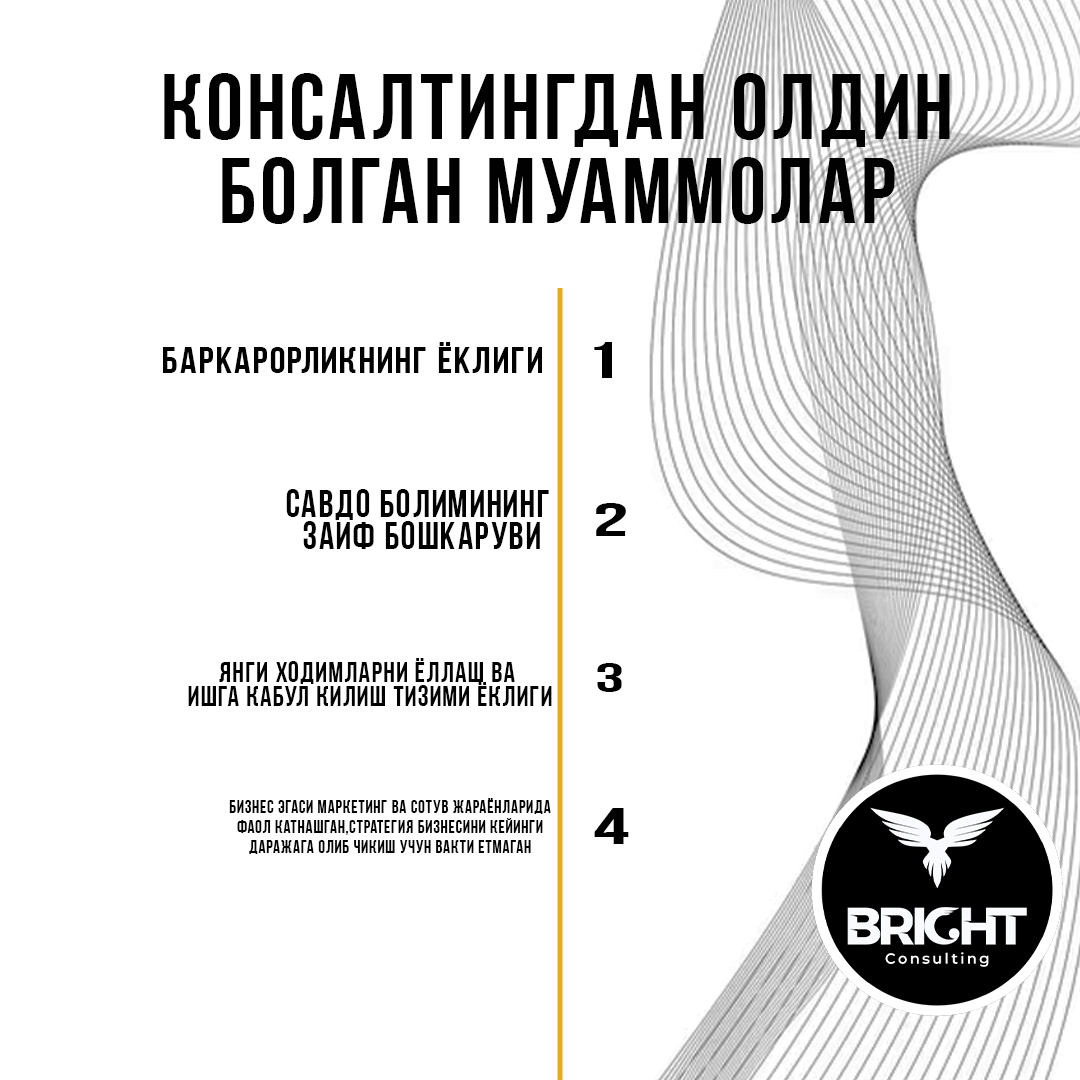 КОНСАЛТИНГДАН ОЛДИН
БОЛГАН МУАММОЛАР
БАРКАРОРЛИКНИНГ ЁКЛИГИ
1
САВДО БОЛИМИНИНГ
ЗАИФ БОШКАРУВИ
2
ЯНГИ ХОДИМЛАРНИ ЁЛЛАШ ВА
ИШГА КАБУЛ КИЛИШ ТИЗИМИ ЁКЛИГИ
3
БИЗНЕС ЭГАСИ МАРКЕТИНГ ВА СОТУВ ЖАРАЁНЛАРИДА
ФАОЛ КАТНАШГАН,СТРАТЕГИЯ БИЗНЕСИНИ КЕЙИНГИ
ДАРАЖАГА ОЛИБ ЧИКИШ УЧУН ВАКТИ ЕТМАГАН
4
BRIGHT
Consulting